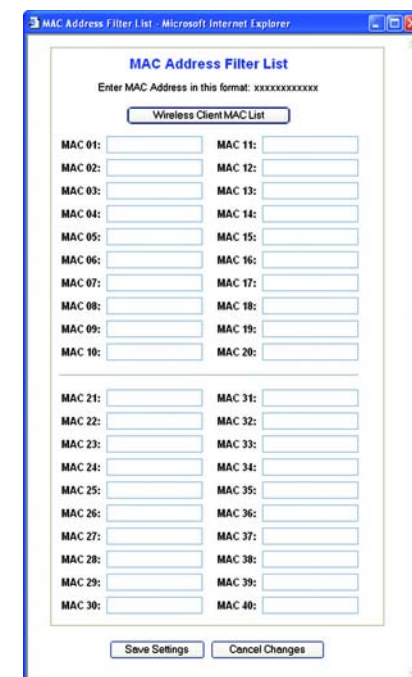 MAC Address Filter List - Microsoft Internet Explorer
MAC Address Filter List
Enter MAC Address in this format: xxxxxxxxxxxx
Wireless Client MAC List
MAC 01: MAC 11:
MAC 02: MAC 12:
MAC 03: MAC 13:
MAC 04: MAC 14:
MAC 05: MAC 15:
MAC 06: MAC 16:
MAC 07: MAC 17:
MAC 08: MAC 18:
MAC 09: MAC 19:
MAC 10: MAC 20:
MAC 21: MAC 31:
MAC 22: MAC 32:
MAC 23: MAC 33:
MAC 24: MAC 34:
MAC 25: MAC 35:
MAC 26: MAC 36:
MAC 27: MAC 37:
MAC 28: MAC 38:
MAC 29: MAC 39:
MAC 30: MAC 40:
Save Settings Cancel Changes